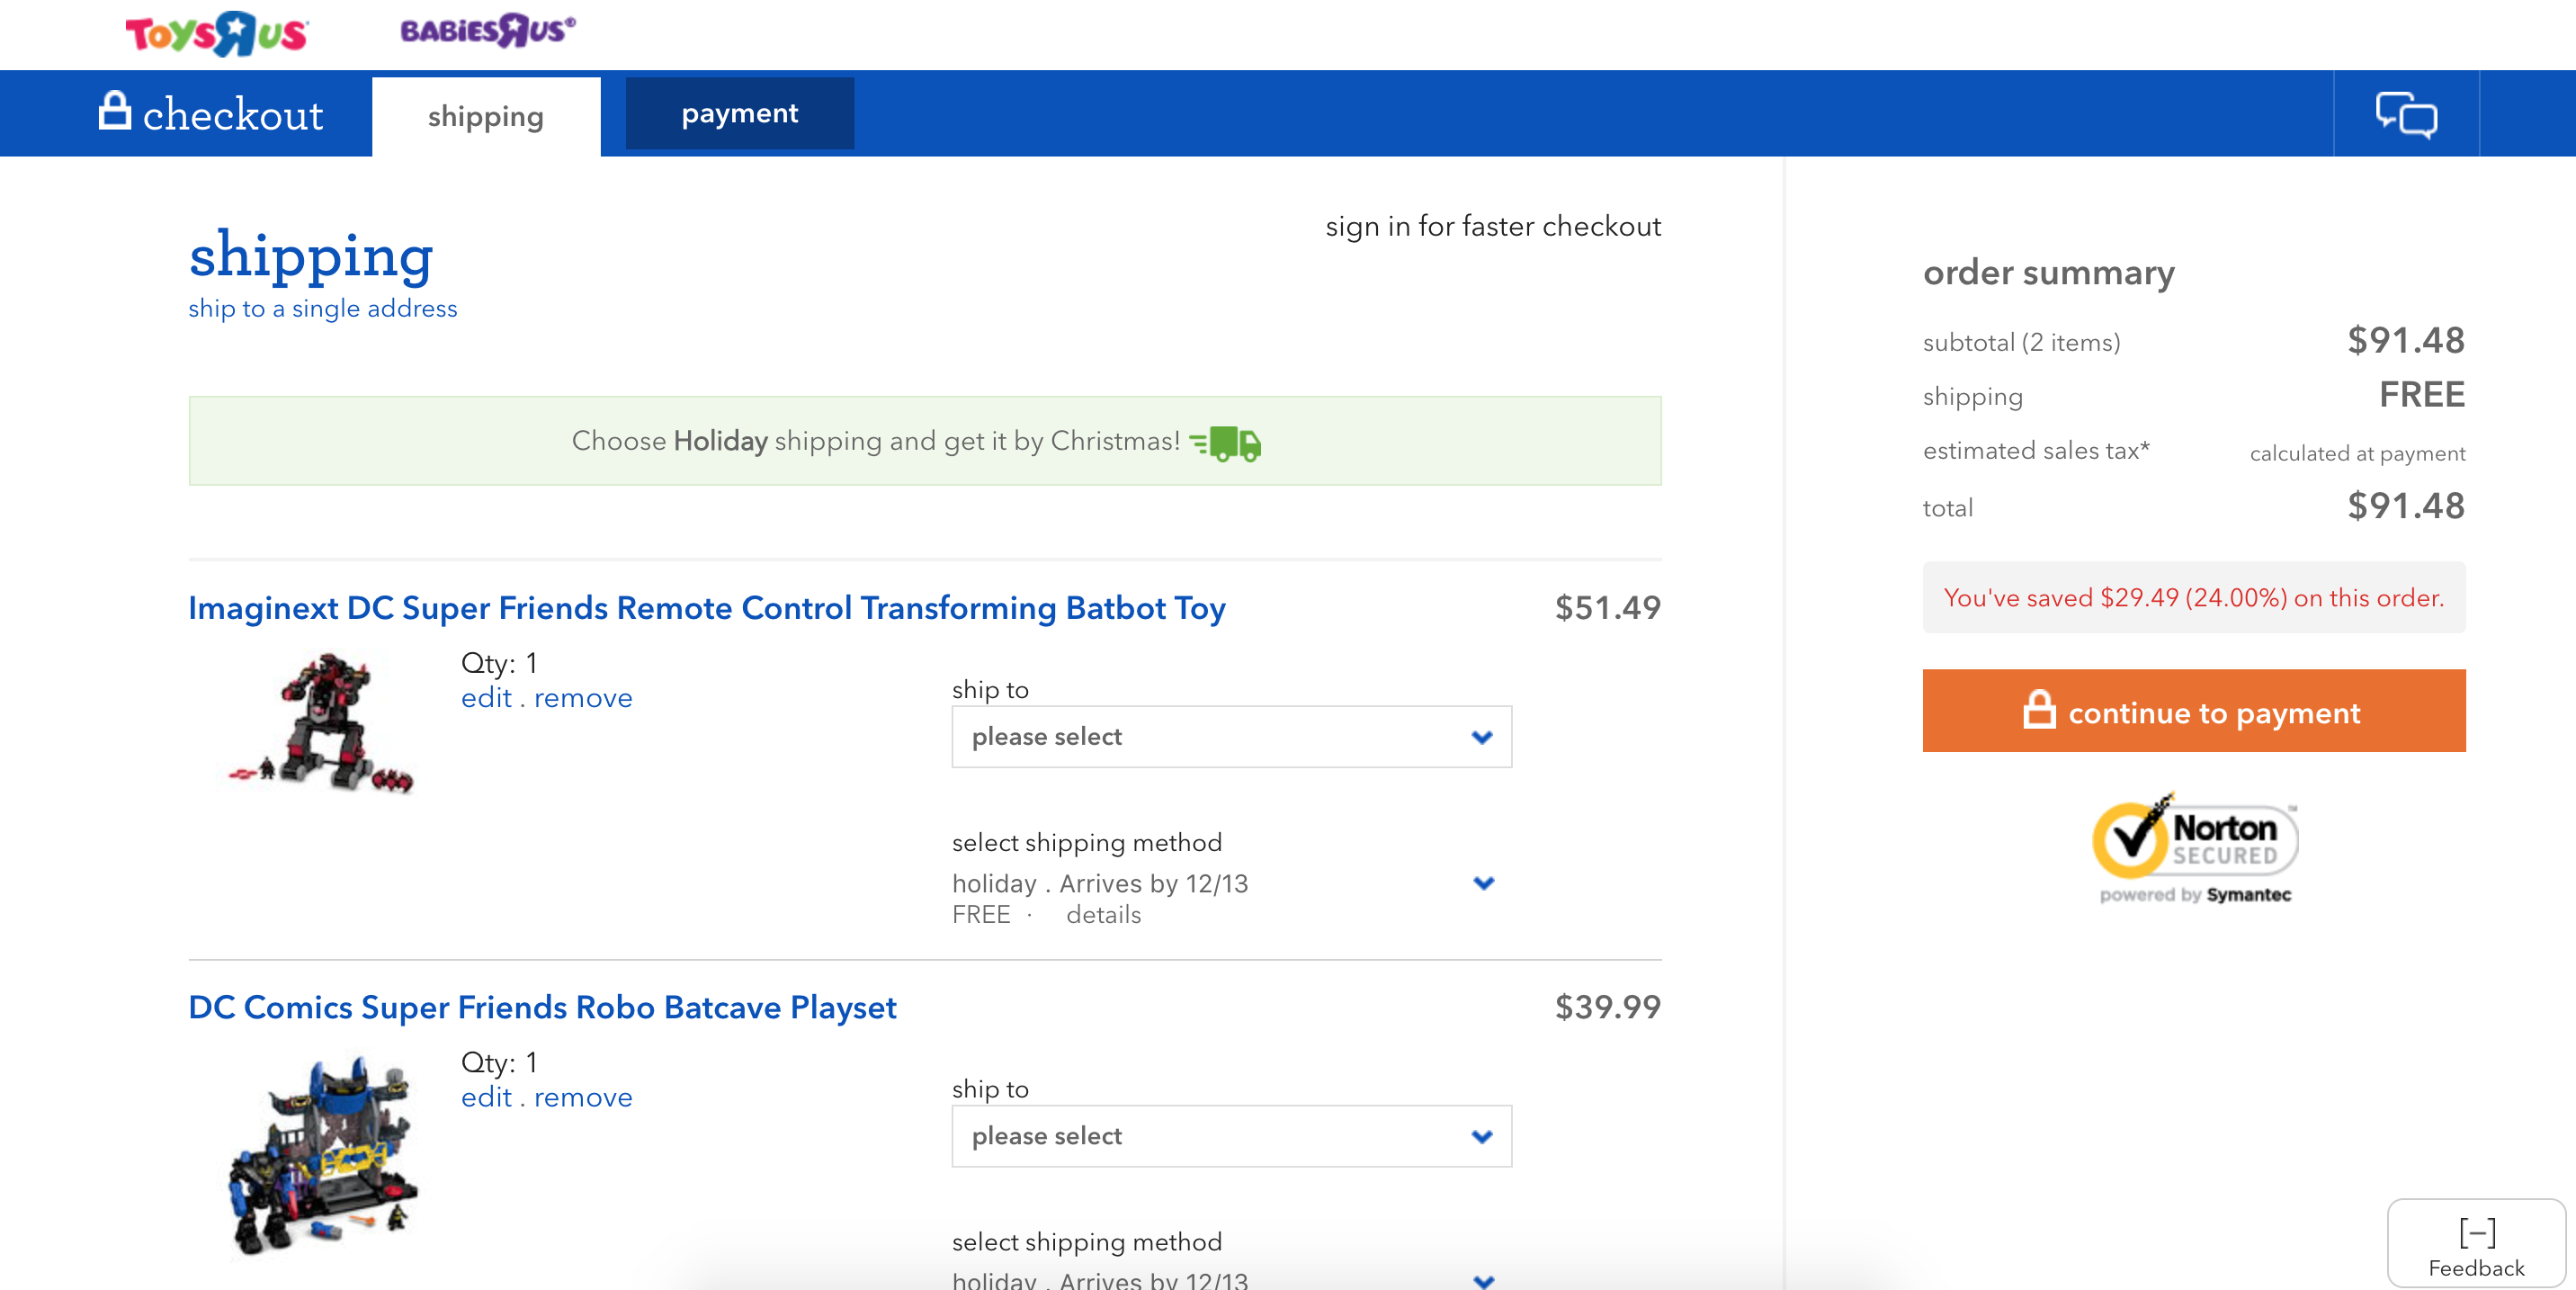 TOYSRUS
BABIESRUS®
checkout
shipping
payment
shipping
ship to a single address
sign in for faster checkout
Choose Holiday shipping and get it by Christmas!
Imaginext DC Super Friends Remote Control Transforming Batbot Toy
$51.49
Qty: 1
edit . remove
ship to
please select
select shipping method
holiday . Arrives by 12/13
FREE · details
DC Comics Super Friends Robo Batcave Playset
$39.99
Qty: 1
edit . remove
ship to
please select
select shipping method
holiday . Arrives by 12/13
order summary
subtotal (2 items) $91.48
shipping FREE
estimated sales tax* calculated at payment
total $91.48
You've saved $29.49 (24.00%) on this order.
continue to payment
Norton ™
SECURED
powered by Symantec
[−]
Feedback